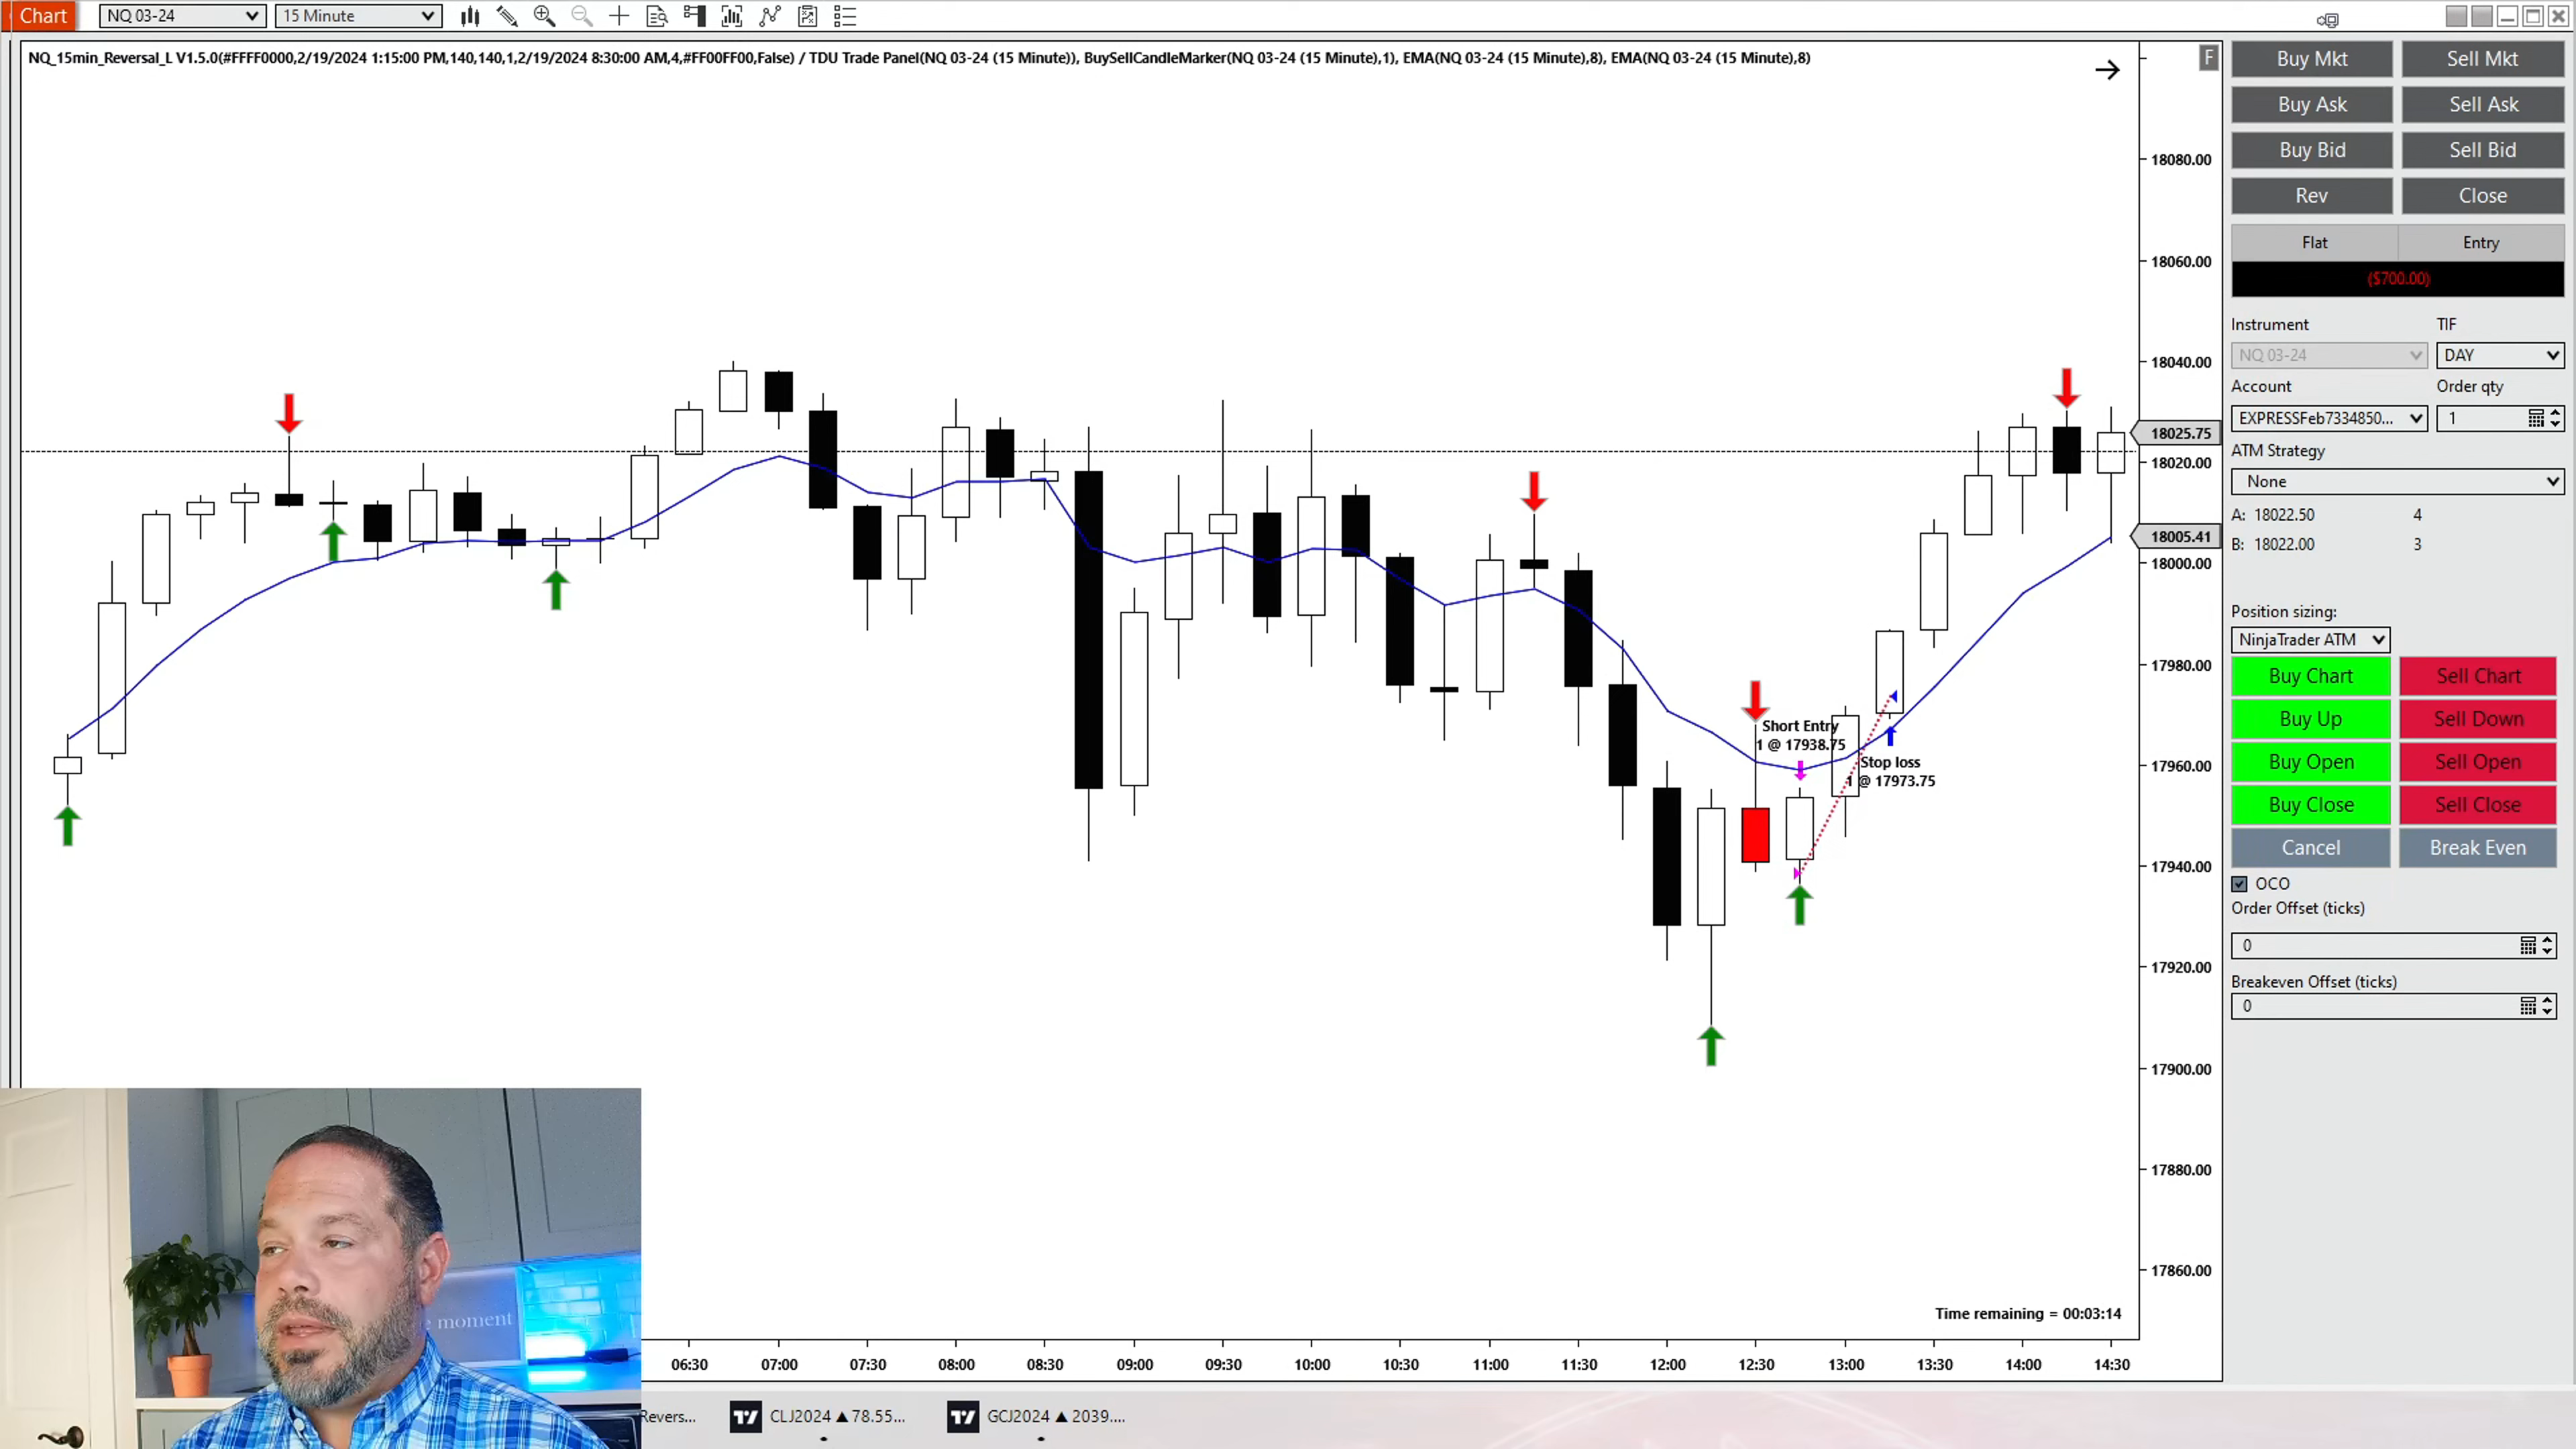 Chart
NQ 03-24
15 Minute
NQ_15min_Reversal_L V1.5.0(#FFFF0000,2/19/2024 1:15:00 PM,140,140,1,2/19/2024 8:30:00 AM,4,#FF00FF00,False) / TDU Trade Panel(NQ 03-24 (15 Minute)), BuySellCandleMarker(NQ 03-24 (15 Minute),1), EMA(NQ 03-24 (15 Minute),8), EMA(NQ 03-24 (15 Minute),8)
F
18080.00
18060.00
18040.00
18025.75
18020.00
18005.41
18000.00
17980.00
17960.00
17940.00
17920.00
17900.00
17880.00
17860.00
Short Entry
1 @ 17938.75
Stop loss
1 @ 17973.75
Time remaining = 00:03:14
06:30 07:00 07:30 08:00 08:30 09:00 09:30 10:00 10:30 11:00 11:30 12:00 12:30 13:00 13:30 14:00 14:30
Buy Mkt Sell Mkt
Buy Ask Sell Ask
Buy Bid Sell Bid
Rev Close
Flat Entry
($700.00)
Instrument TIF
NQ 03-24 DAY
Account Order qty
EXPRESSFeb7334850... 1
ATM Strategy
None
A: 18022.50 4
B: 18022.00 3
Position sizing:
NinjaTrader ATM
Buy Chart Sell Chart
Buy Up Sell Down
Buy Open Sell Open
Buy Close Sell Close
Cancel Break Even
OCO
Order Offset (ticks)
0
Breakeven Offset (ticks)
0
moment
Revers...
CLJ2024 ▲ 78.55...
GCJ2024 ▲ 2039....